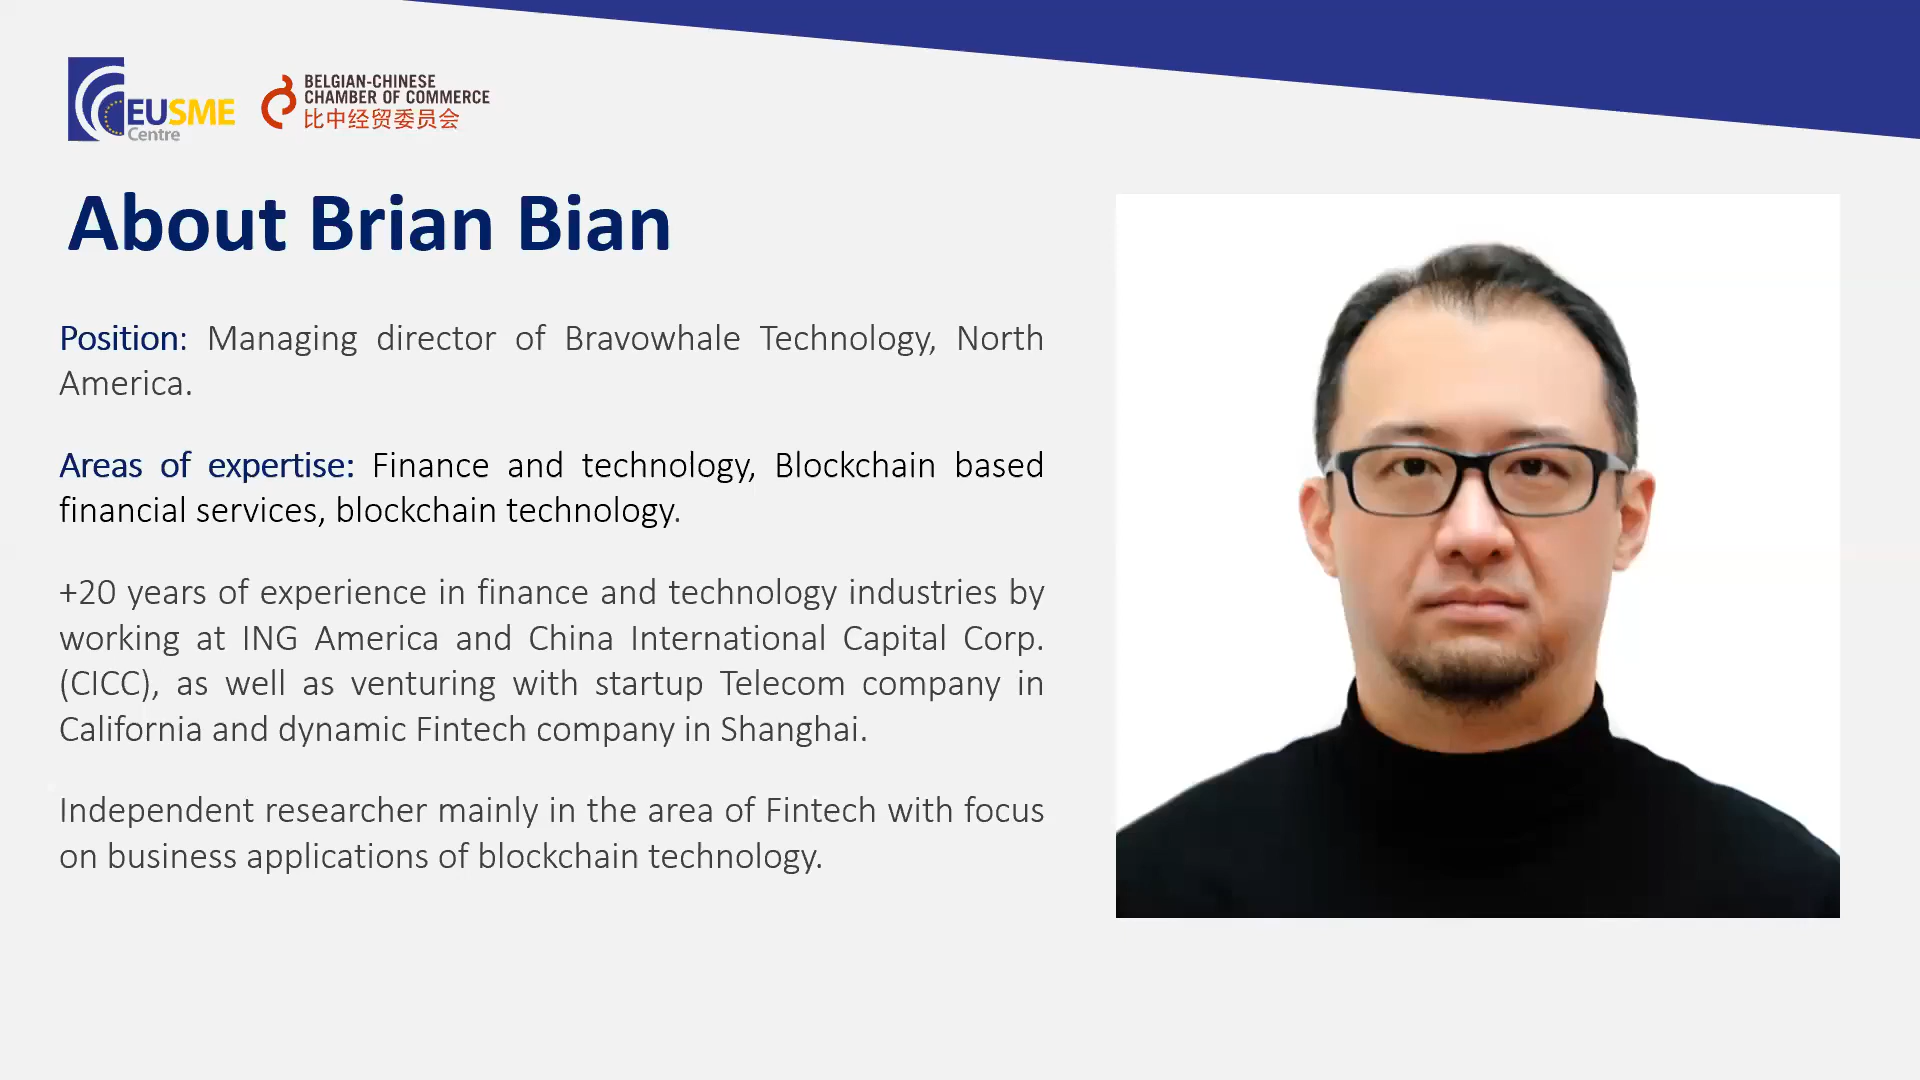 EUSME
Centre
BELGIAN-CHINESE
CHAMBER OF COMMERCE
比中经贸委员会
About Brian Bian
Position: Managing director of Bravowhale Technology, North
America.
Areas of expertise: Finance and technology, Blockchain based
financial services, blockchain technology.
+20 years of experience in finance and technology industries by
working at ING America and China International Capital Corp.
(CICC), as well as venturing with startup Telecom company in
California and dynamic Fintech company in Shanghai.
Independent researcher mainly in the area of Fintech with focus
on business applications of blockchain technology.